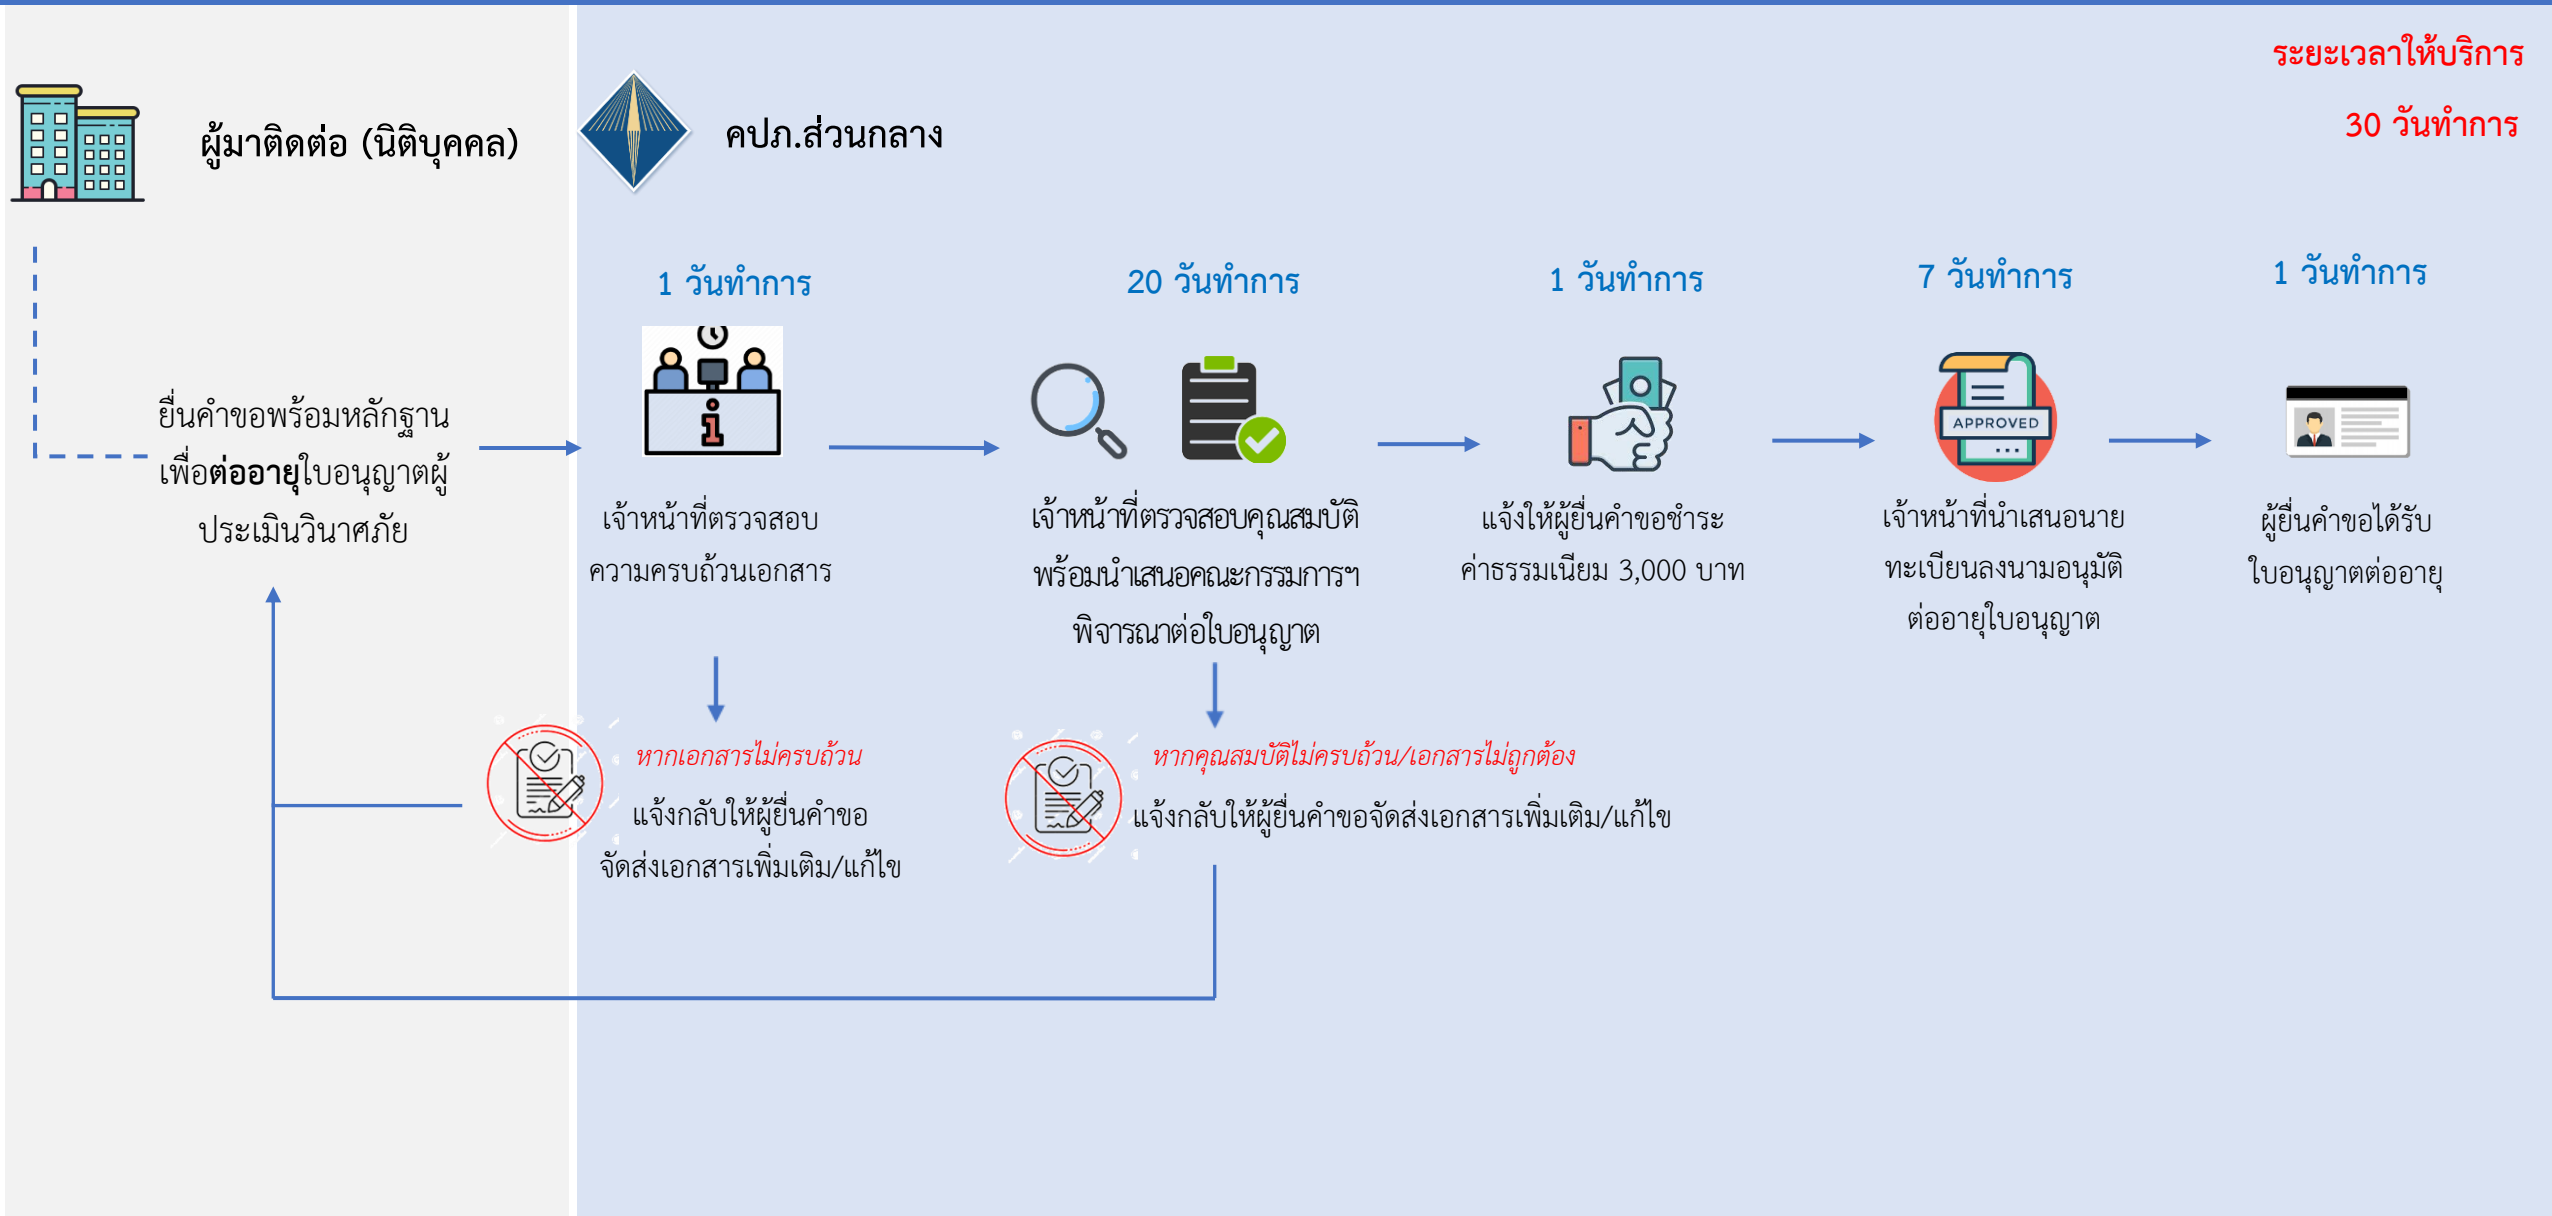 ระยะเวลาให้บริการ
30 วันทำการ
ผู้มาติดต่อ (นิติบุคคล)
คปภ.ส่วนกลาง
1 วันทำการ
20 วันทำการ
1 วันทำการ
7 วันทำการ
1 วันทำการ
ยื่นคำขอพร้อมหลักฐาน
เพื่อต่ออายุใบอนุญาตผู้
ประเมินวินาศภัย
i
เจ้าหน้าที่ตรวจสอบ
ความครบถ้วนเอกสาร
เจ้าหน้าที่ตรวจสอบคุณสมบัติ
พร้อมนำเสนอคณะกรรมการฯ
พิจารณาต่อใบอนุญาต
แจ้งให้ผู้ยื่นคำขอชำระ
ค่าธรรมเนียม 3,000 บาท
APPROVED
เจ้าหน้าที่นำเสนอนาย
ทะเบียนลงนามอนุมัติ
ต่ออายุใบอนุญาต
ผู้ยื่นคำขอได้รับ
ใบอนุญาตต่ออายุ
หากเอกสารไม่ครบถ้วน
แจ้งกลับให้ผู้ยื่นคำขอ
จัดส่งเอกสารเพิ่มเติม/แก้ไข
หากคุณสมบัติไม่ครบถ้วน/เอกสารไม่ถูกต้อง
แจ้งกลับให้ผู้ยื่นคำขอจัดส่งเอกสารเพิ่มเติม/แก้ไข